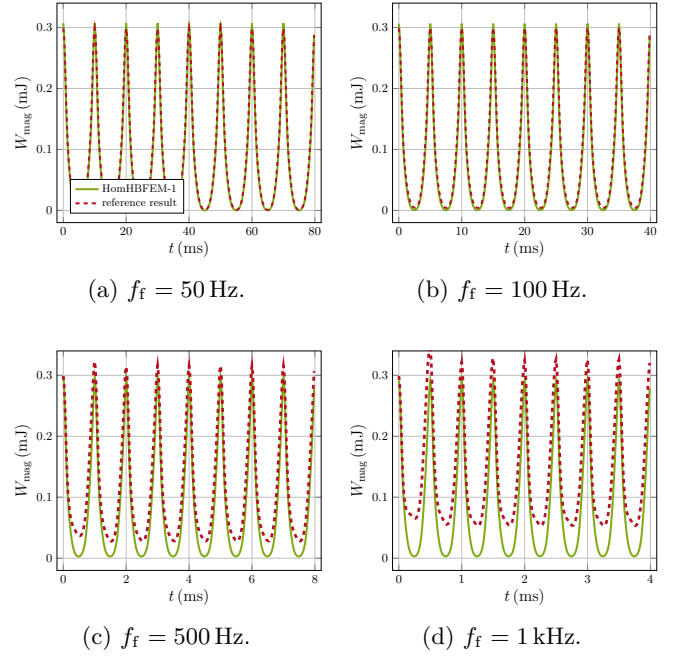 0.3
0.2
0.1
0
W_mag (mJ)
HomHBFEM-1
reference result
0 20 40 60 80
t (ms)
(a) f_f = 50 Hz.
0.3
0.2
0.1
0
W_mag (mJ)
0 10 20 30 40
t (ms)
(b) f_f = 100 Hz.
0.3
0.2
0.1
0
W_mag (mJ)
0 2 4 6 8
t (ms)
(c) f_f = 500 Hz.
0.3
0.2
0.1
0
W_mag (mJ)
0 1 2 3 4
t (ms)
(d) f_f = 1 kHz.